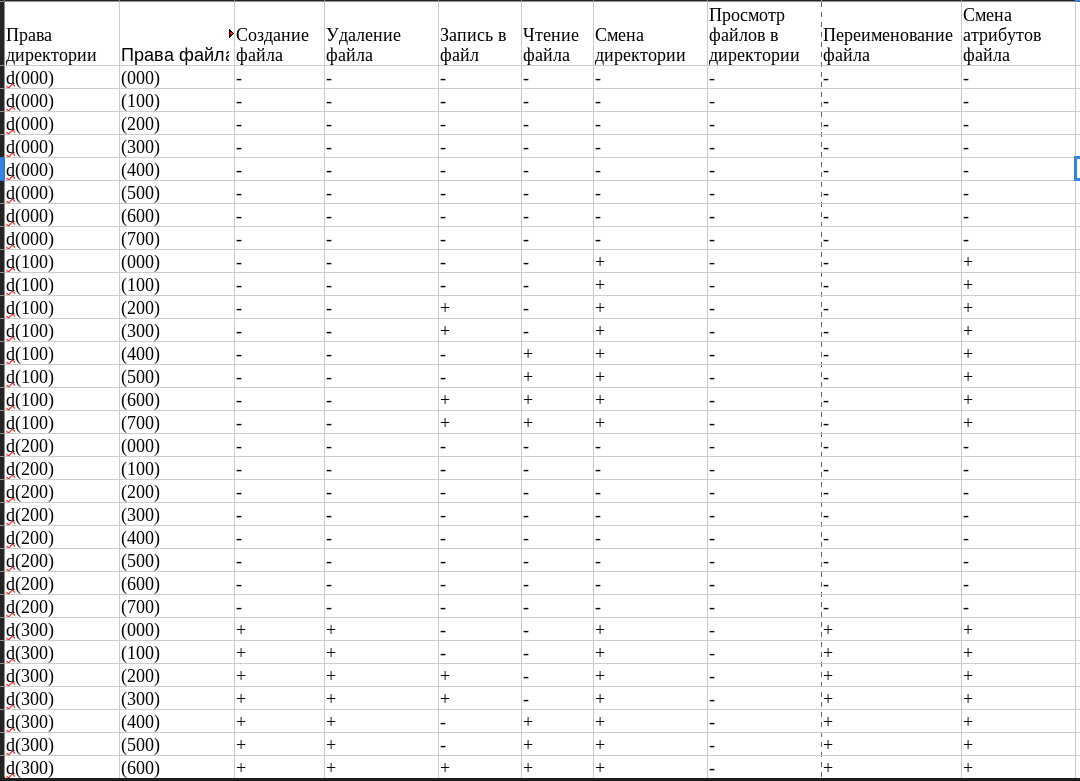 Права директории | Права файла | Создание файла | Удаление файла | Запись в файл | Чтение файла | Смена директории | Просмотр файлов в директории | Переименование файла | Смена атрибутов файла
d(000) (000) - - - - - - - -
d(000) (100) - - - - - - - -
d(000) (200) - - - - - - - -
d(000) (300) - - - - - - - -
d(000) (400) - - - - - - - -
d(000) (500) - - - - - - - -
d(000) (600) - - - - - - - -
d(000) (700) - - - - - - - -
d(100) (000) - - - - + - - +
d(100) (100) - - - - + - - +
d(100) (200) - - + - + - - +
d(100) (300) - - + - + - - +
d(100) (400) - - - + + - - +
d(100) (500) - - - + + - - +
d(100) (600) - - + + + - - +
d(100) (700) - - + + + - - +
d(200) (000) - - - - - - - -
d(200) (100) - - - - - - - -
d(200) (200) - - - - - - - -
d(200) (300) - - - - - - - -
d(200) (400) - - - - - - - -
d(200) (500) - - - - - - - -
d(200) (600) - - - - - - - -
d(200) (700) - - - - - - - -
d(300) (000) + + - - + - + +
d(300) (100) + + - - + - + +
d(300) (200) + + + - + - + +
d(300) (300) + + + - + - + +
d(300) (400) + + - + + - + +
d(300) (500) + + - + + - + +
d(300) (600) + + + + + - + +